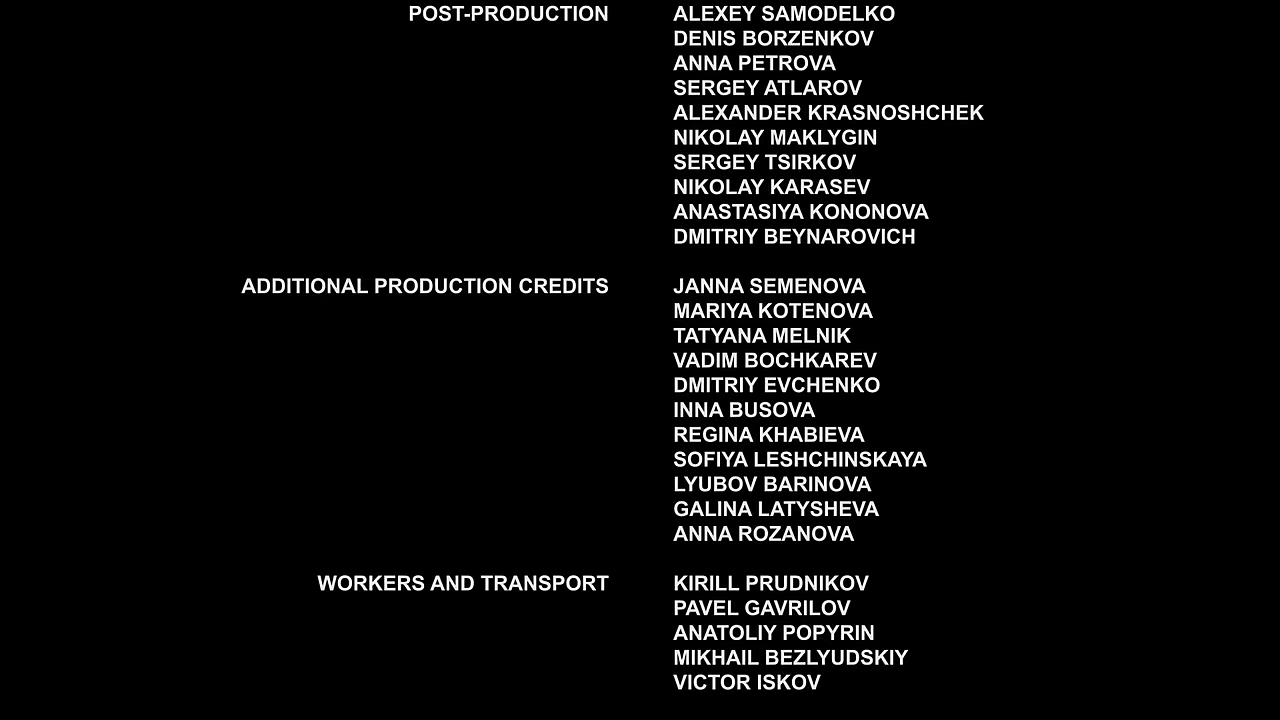 POST-PRODUCTION ALEXEY SAMODELKO
DENIS BORZENKOV
ANNA PETROVA
SERGEY ATLAROV
ALEXANDER KRASNOSHCHEK
NIKOLAY MAKLYGIN
SERGEY TSIRKOV
NIKOLAY KARASEV
ANASTASIYA KONONOVA
DMITRIY BEYNAROVICH
ADDITIONAL PRODUCTION CREDITS JANNA SEMENOVA
MARIYA KOTENOVA
TATYANA MELNIK
VADIM BOCHKAREV
DMITRIY EVCHENKO
INNA BUSOVA
REGINA KHABIEVA
SOFIYA LESHCHINSKAYA
LYUBOV BARINOVA
GALINA LATYSHEVA
ANNA ROZANOVA
WORKERS AND TRANSPORT KIRILL PRUDNIKOV
PAVEL GAVRILOV
ANATOLIY POPYRIN
MIKHAIL BEZLYUDSKIY
VICTOR ISKOV